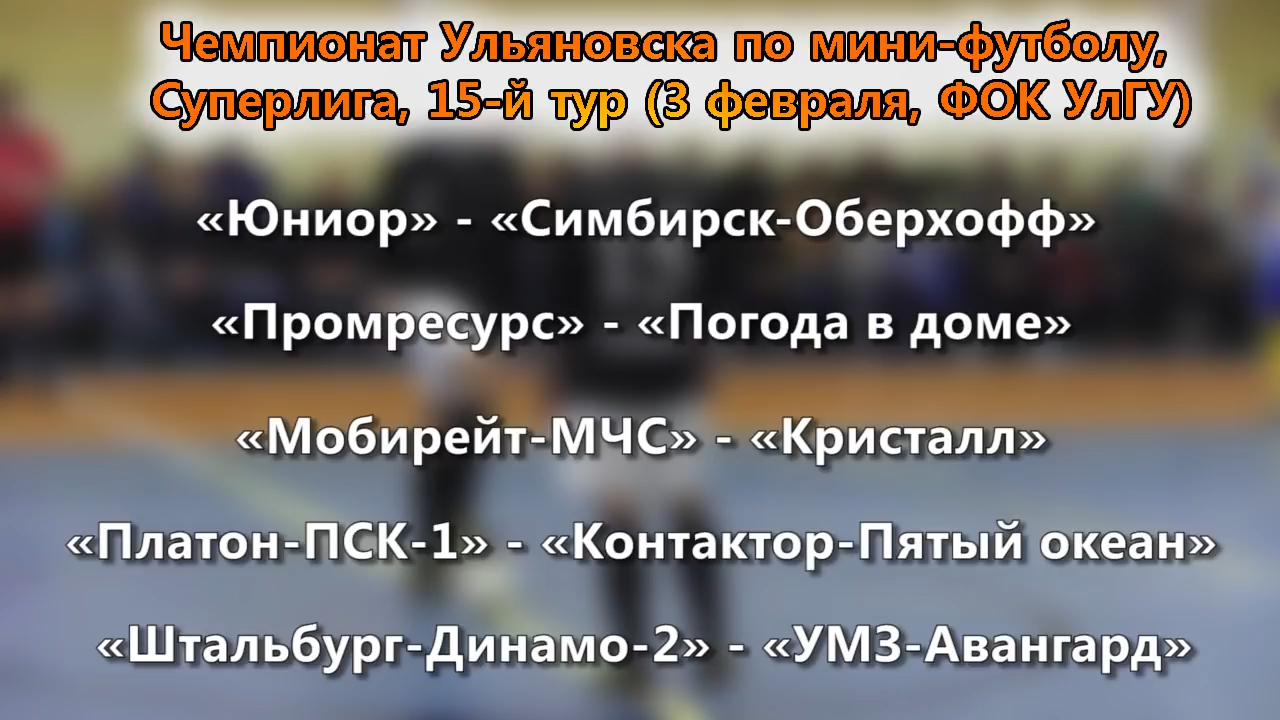 Чемпионат Ульяновска по мини-футболу,
Суперлига, 15-й тур (3 февраля, ФОК УлГУ)
«Юниор» - «Симбирск-Оберхофф»
«Промресурс» - «Погода в доме»
«Мобирейт-МЧС» - «Кристалл»
«Платон-ПСК-1» - «Контактор-Пятый океан»
«Штальбург-Динамо-2» - «УМЗ-Авангард»